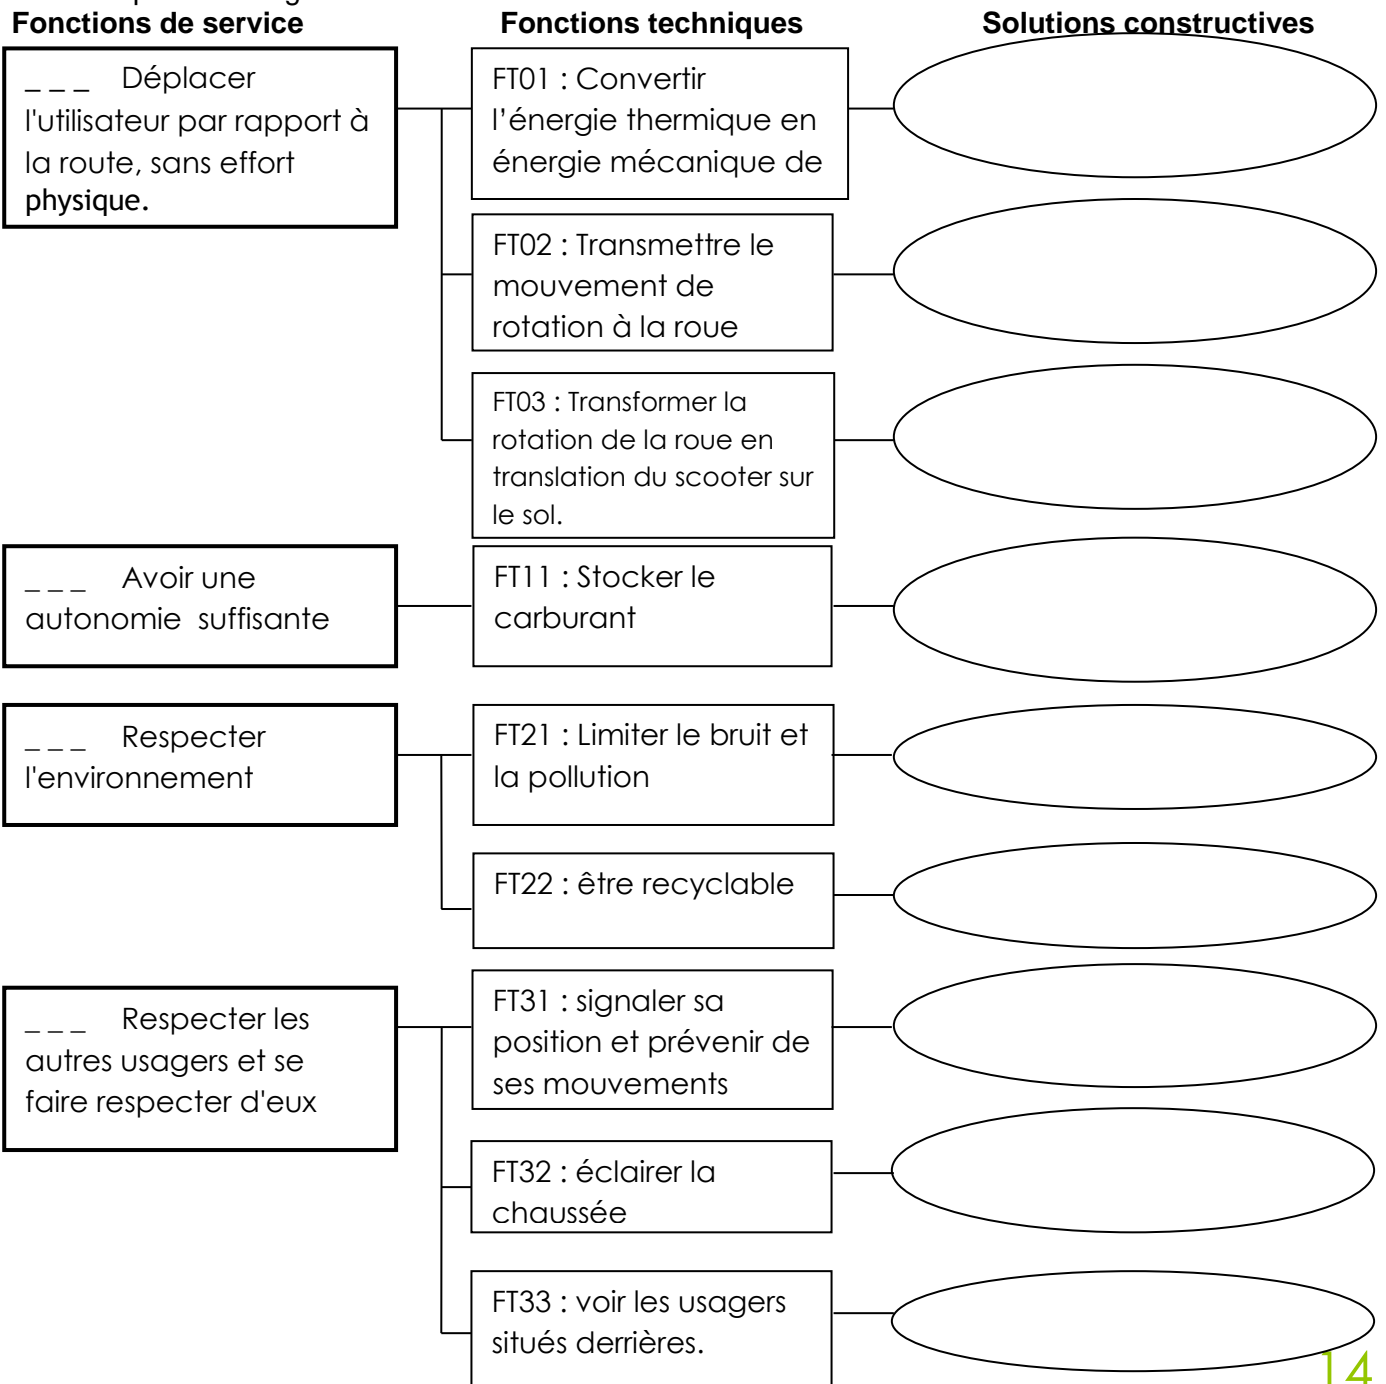 Fonctions de service
Fonctions techniques
Solutions constructives
_ _ _ Déplacer
l'utilisateur par rapport à
la route, sans effort
physique.
FT01 : Convertir
l’énergie thermique en
énergie mécanique de
FT02 : Transmettre le
mouvement de
rotation à la roue
FT03 : Transformer la
rotation de la roue en
translation du scooter sur
le sol.
_ _ _ Avoir une
autonomie suffisante
FT11 : Stocker le
carburant
_ _ _ Respecter
l'environnement
FT21 : Limiter le bruit et
la pollution
FT22 : être recyclable
_ _ _ Respecter les
autres usagers et se
faire respecter d'eux
FT31 : signaler sa
position et prévenir de
ses mouvements
FT32 : éclairer la
chaussée
FT33 : voir les usagers
situés derrières.
14